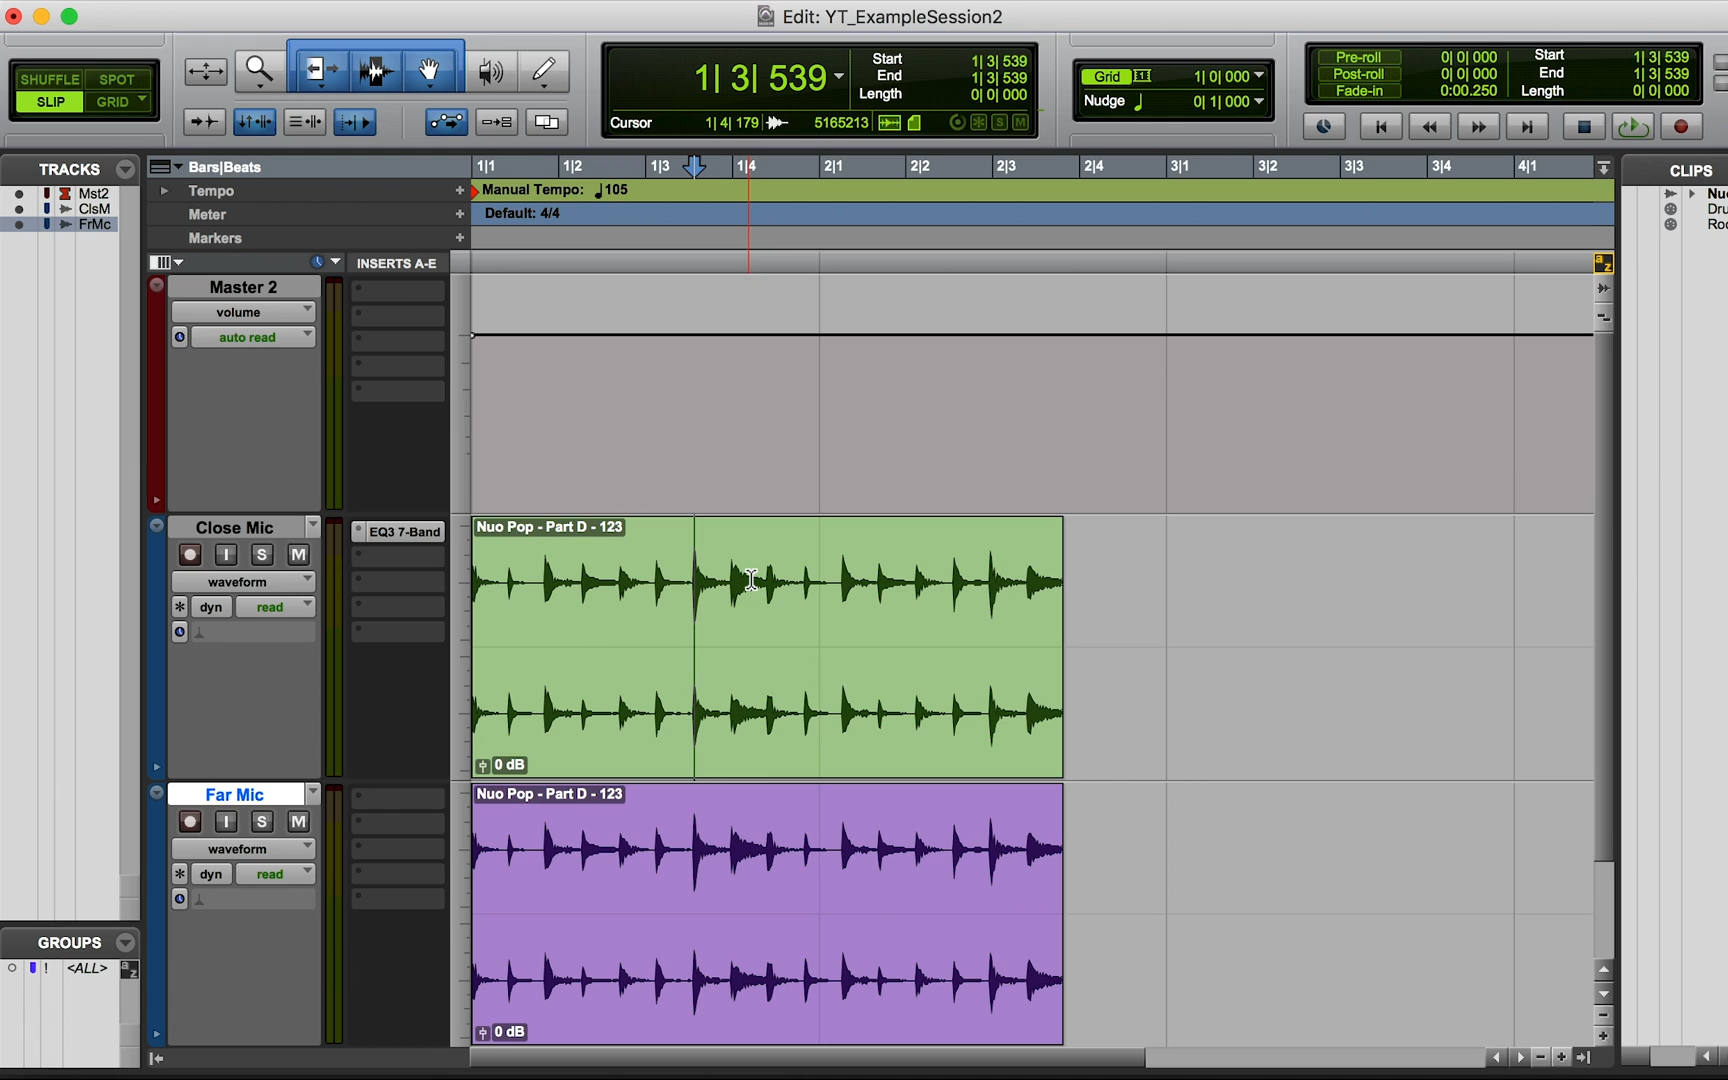 Edit: YT_ExampleSession2
SHUFFLE SPOT
SLIP GRID
1| 3| 539
Start 1| 3| 539
End 1| 3| 539
Length 0| 0| 000
Cursor 1| 4| 179 5165213
S M
Grid 1| 0| 000
Nudge 0| 1| 000
Pre-roll 0| 0| 000
Post-roll 0| 0| 000
Fade-in 0:00.250
Start 1| 3| 539
End 1| 3| 539
Length 0| 0| 000
TRACKS
Mst2
ClsM
FrMc
Bars|Beats
1|1 1|2 1|3 1|4 2|1 2|2 2|3 2|4 3|1 3|2 3|3 3|4 4|1
Tempo +
Manual Tempo: ♩105
Meter +
Default: 4/4
Markers +
INSERTS A-E
a z
CLIPS
Nu
Dru
Roo
Master 2
volume
auto read
Close Mic
I S M
waveform
* dyn read
EQ3 7-Band
Nuo Pop - Part D - 123
0 dB
Far Mic
I S M
waveform
* dyn read
Nuo Pop - Part D - 123
0 dB
GROUPS
! <ALL>
a z